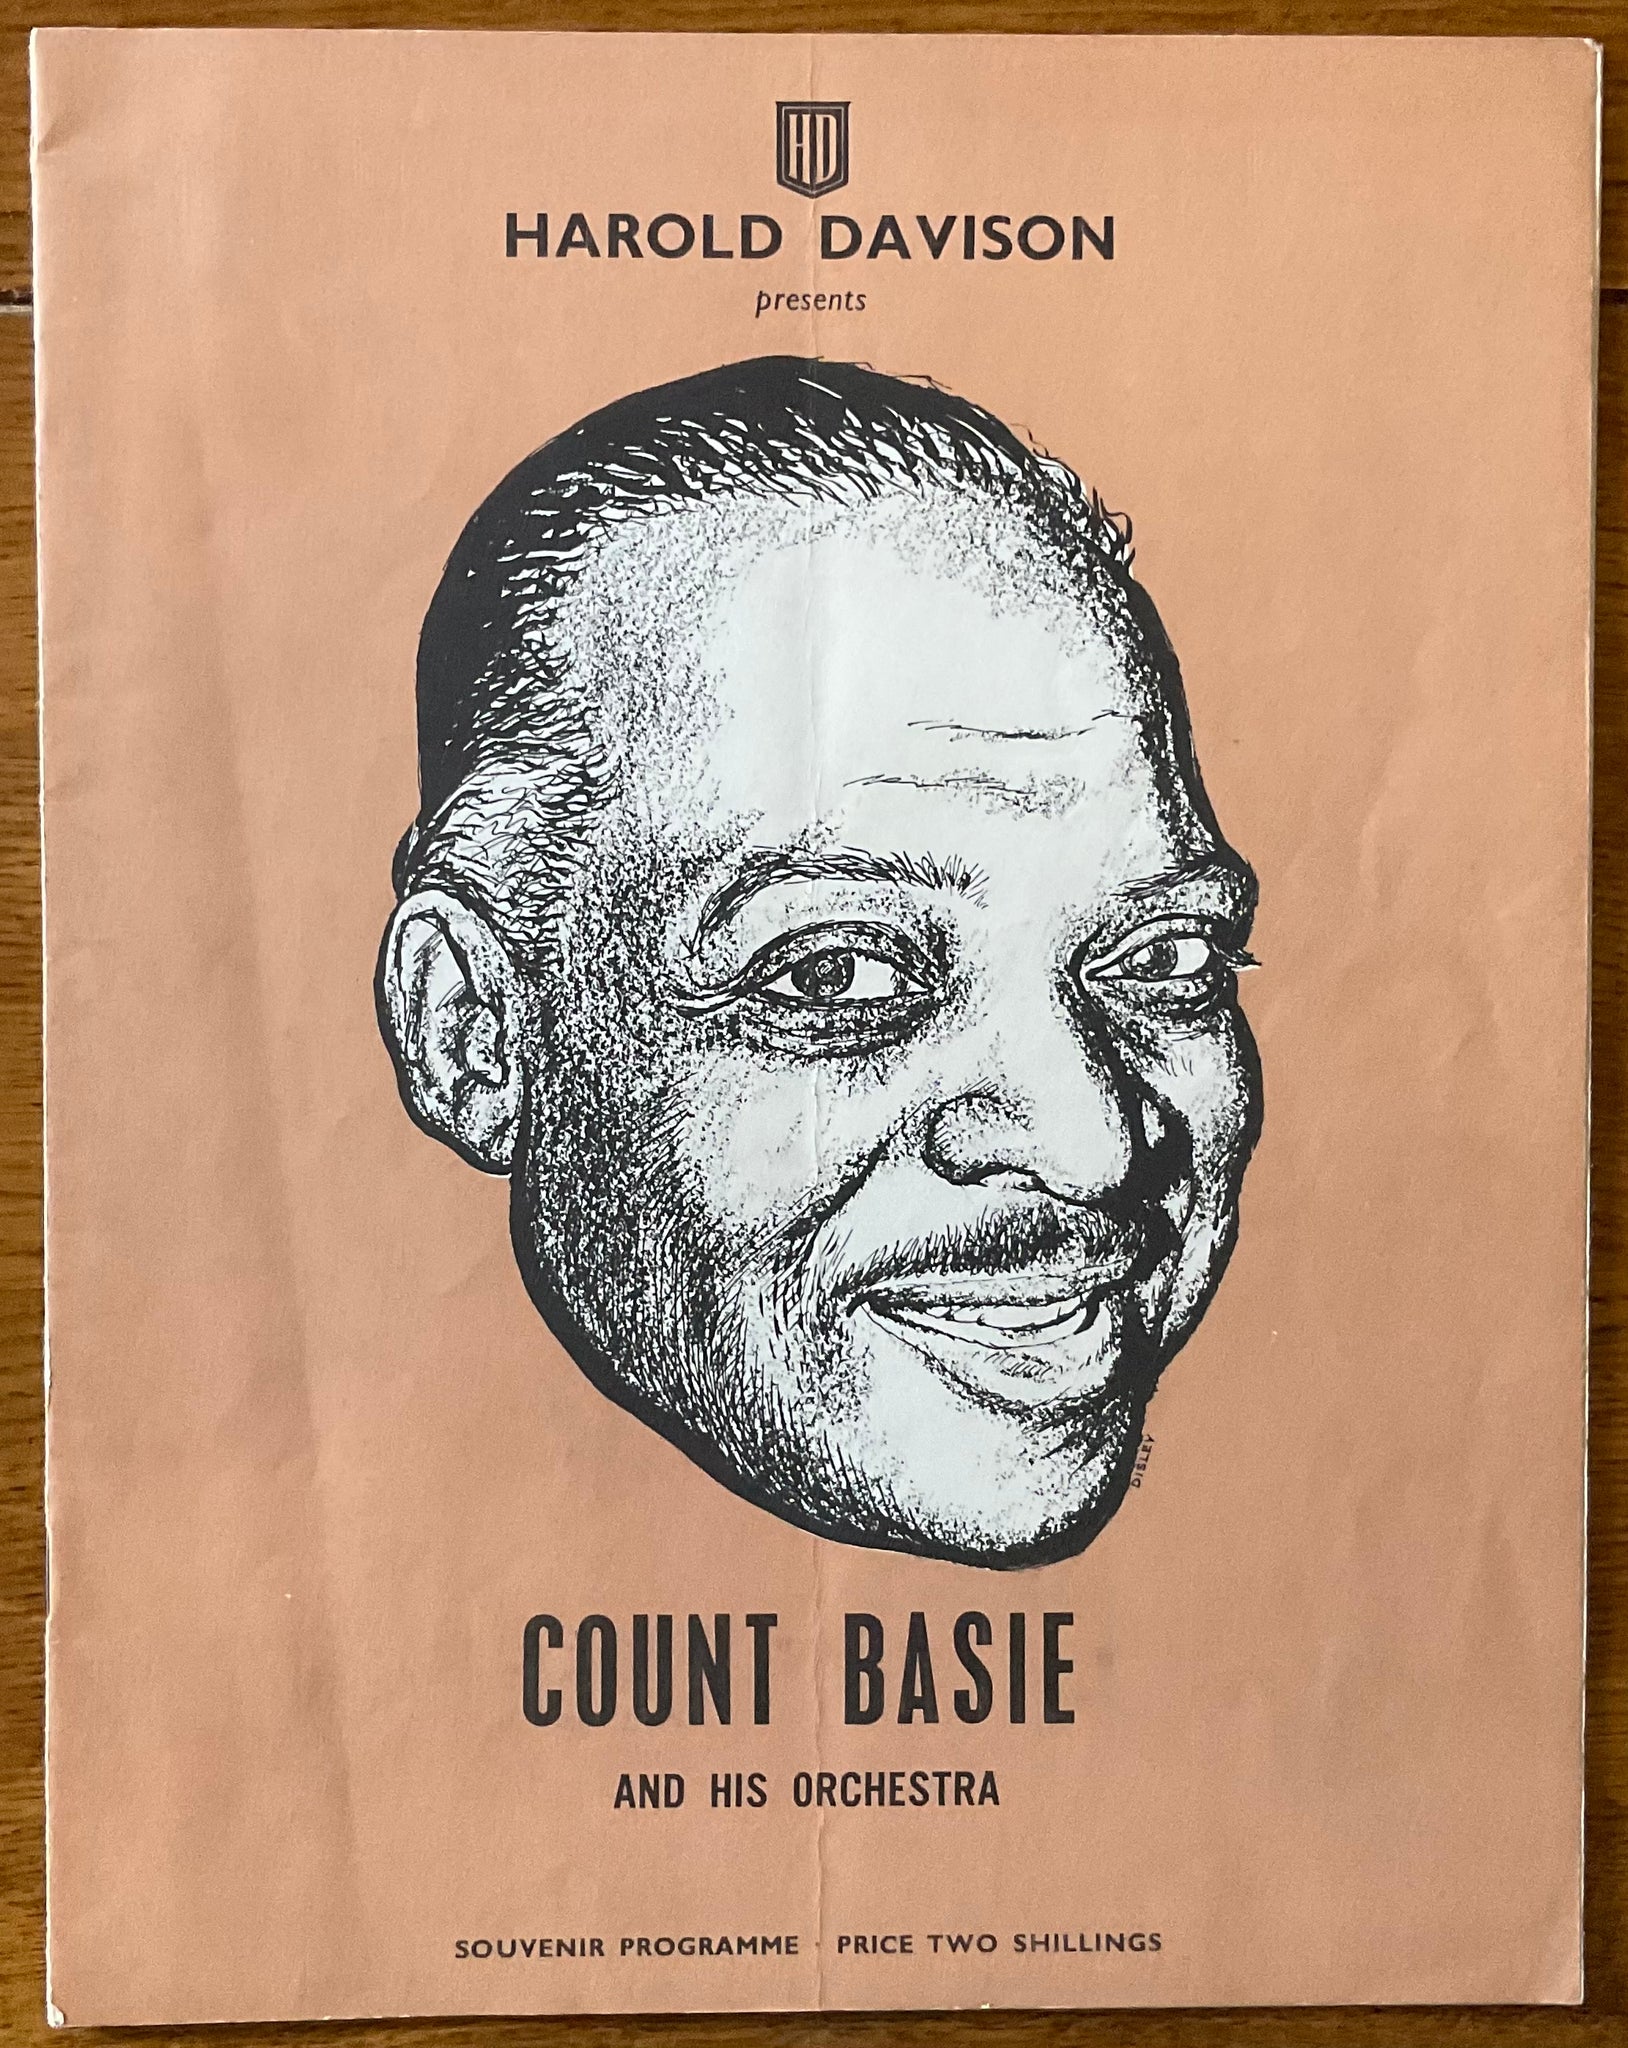 HD
HAROLD DAVISON
presents
DISLEY
COUNT BASIE
AND HIS ORCHESTRA
SOUVENIR PROGRAMME · PRICE TWO SHILLINGS